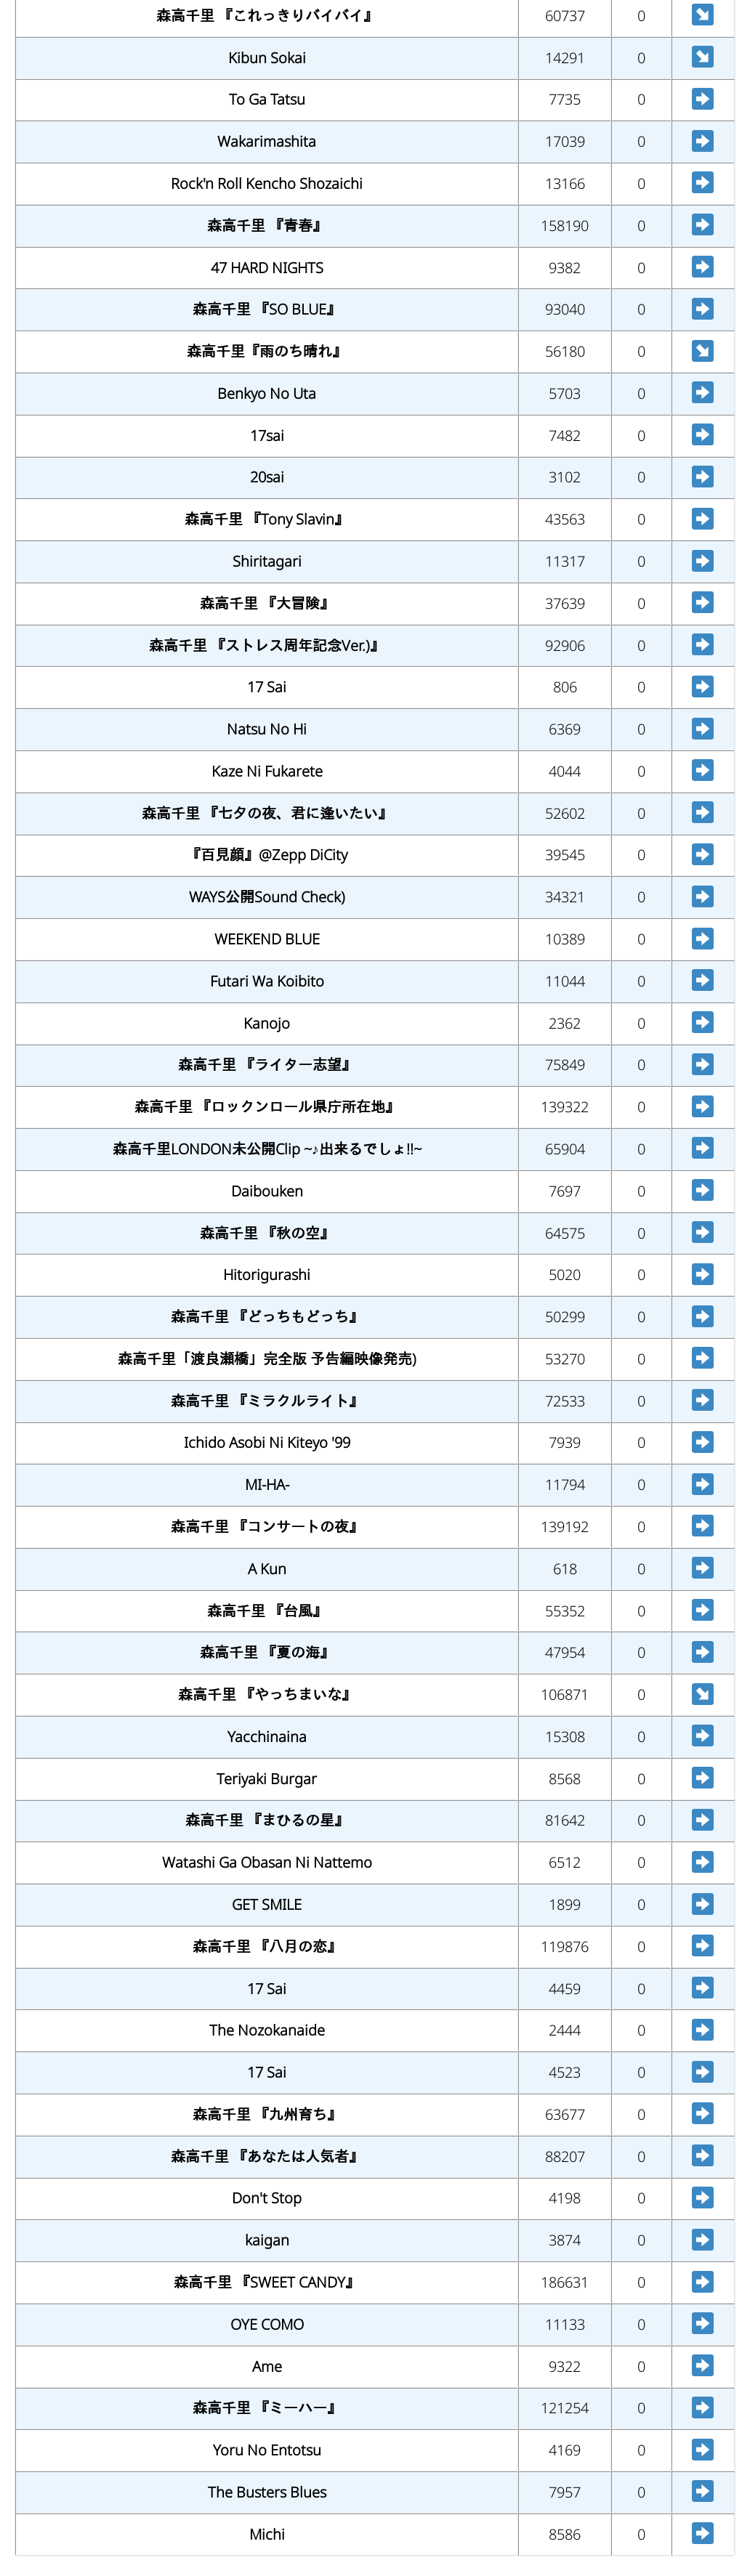 森高千里 『これっきりバイバイ』 60737 0
Kibun Sokai 14291 0
To Ga Tatsu 7735 0
Wakarimashita 17039 0
Rock'n Roll Kencho Shozaichi 13166 0
森高千里 『青春』 158190 0
47 HARD NIGHTS 9382 0
森高千里 『SO BLUE』 93040 0
森高千里『雨のち晴れ』 56180 0
Benkyo No Uta 5703 0
17sai 7482 0
20sai 3102 0
森高千里 『Tony Slavin』 43563 0
Shiritagari 11317 0
森高千里 『大冒険』 37639 0
森高千里 『ストレス周年記念Ver.)』 92906 0
17 Sai 806 0
Natsu No Hi 6369 0
Kaze Ni Fukarete 4044 0
森高千里 『七夕の夜、君に逢いたい』 52602 0
『百見顔』@Zepp DiCity 39545 0
WAYS公開Sound Check) 34321 0
WEEKEND BLUE 10389 0
Futari Wa Koibito 11044 0
Kanojo 2362 0
森高千里 『ライター志望』 75849 0
森高千里 『ロックンロール県庁所在地』 139322 0
森高千里LONDON未公開Clip ~♪出来るでしょ!!~ 65904 0
Daibouken 7697 0
森高千里 『秋の空』 64575 0
Hitorigurashi 5020 0
森高千里 『どっちもどっち』 50299 0
森高千里「渡良瀬橋」完全版 予告編映像発売) 53270 0
森高千里 『ミラクルライト』 72533 0
Ichido Asobi Ni Kiteyo '99 7939 0
MI-HA- 11794 0
森高千里 『コンサートの夜』 139192 0
A Kun 618 0
森高千里 『台風』 55352 0
森高千里 『夏の海』 47954 0
森高千里 『やっちまいな』 106871 0
Yacchinaina 15308 0
Teriyaki Burgar 8568 0
森高千里 『まひるの星』 81642 0
Watashi Ga Obasan Ni Nattemo 6512 0
GET SMILE 1899 0
森高千里 『八月の恋』 119876 0
17 Sai 4459 0
The Nozokanaide 2444 0
17 Sai 4523 0
森高千里 『九州育ち』 63677 0
森高千里 『あなたは人気者』 88207 0
Don't Stop 4198 0
kaigan 3874 0
森高千里 『SWEET CANDY』 186631 0
OYE COMO 11133 0
Ame 9322 0
森高千里 『ミーハー』 121254 0
Yoru No Entotsu 4169 0
The Busters Blues 7957 0
Michi 8586 0